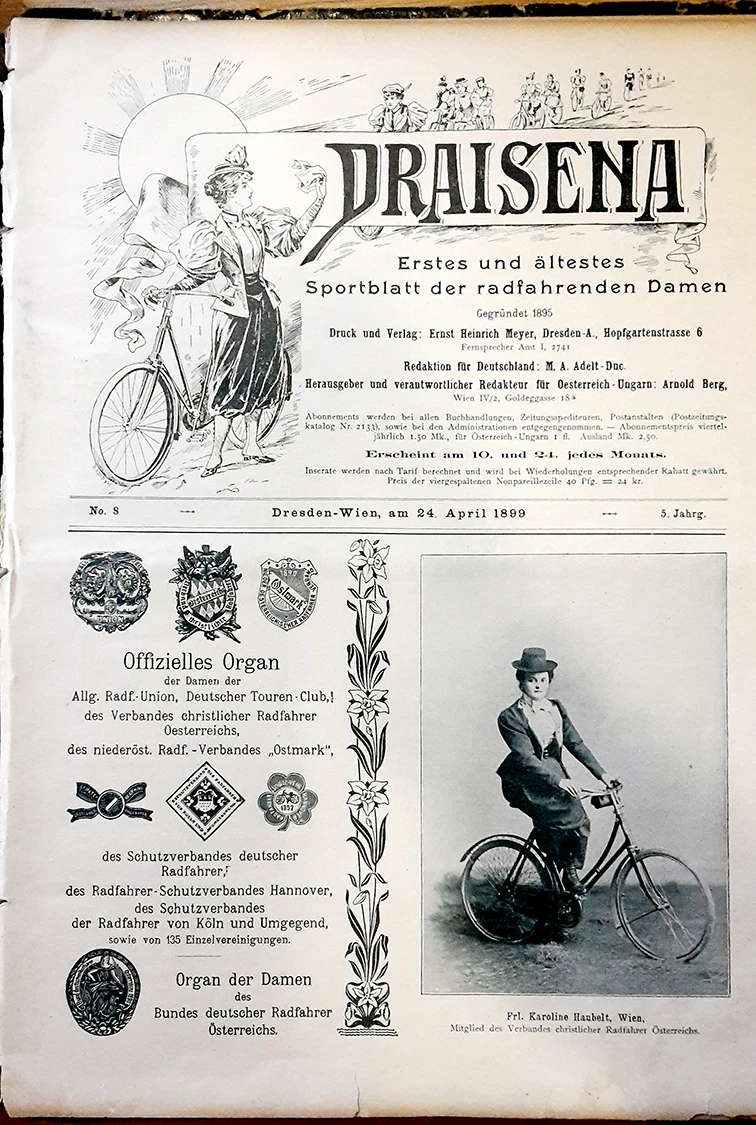 DRAISENA
Erstes und ältestes
Sportblatt der radfahrenden Damen
Gegründet 1895
Druck und Verlag: Ernst Heinrich Meyer, Dresden-A., Hopfgartenstrasse 6
Fernsprecher Amt I, 2741
Redaktion für Deutschland: M. A. Adelt-Duc.
Herausgeber und verantwortlicher Redakteur für Oesterreich-Ungarn: Arnold Berg,
Wien IV/2, Goldeggasse 18a
Abonnements werden bei allen Buchhandlungen, Zeitungsspediteuren, Postanstalten (Postzeitungs-
katalog Nr. 2133), sowie bei den Administrationen entgegengenommen. — Abonnementspreis viertel-
jährlich 1.50 Mk., für Österreich-Ungarn 1 fl. Ausland Mk. 2.50.
Erscheint am 10. und 24. jedes Monats.
Inserate werden nach Tarif berechnet und wird bei Wiederholungen entsprechender Rabatt gewährt.
Preis der viergespaltenen Nonpareillezeile 40 Pfg. = 24 kr.
No. 8 — Dresden-Wien, am 24. April 1899 — 5. Jahrg.
UNION
Ostmark
Offizielles Organ
der Damen der
Allg. Radf.-Union, Deutscher Touren-Club,
des Verbandes christlicher Radfahrer
Oesterreichs,
des niederöst. Radf.-Verbandes „Ostmark",
1897
des Schutzverbandes deutscher
Radfahrer,
des Radfahrer-Schutzverbandes Hannover,
des Schutzverbandes
der Radfahrer von Köln und Umgegend,
sowie von 135 Einzelvereinigungen.
Organ der Damen
des
Bundes deutscher Radfahrer
Österreichs.
Frl. Karoline Haubelt, Wien,
Mitglied des Verbandes christlicher Radfahrer Österreichs.